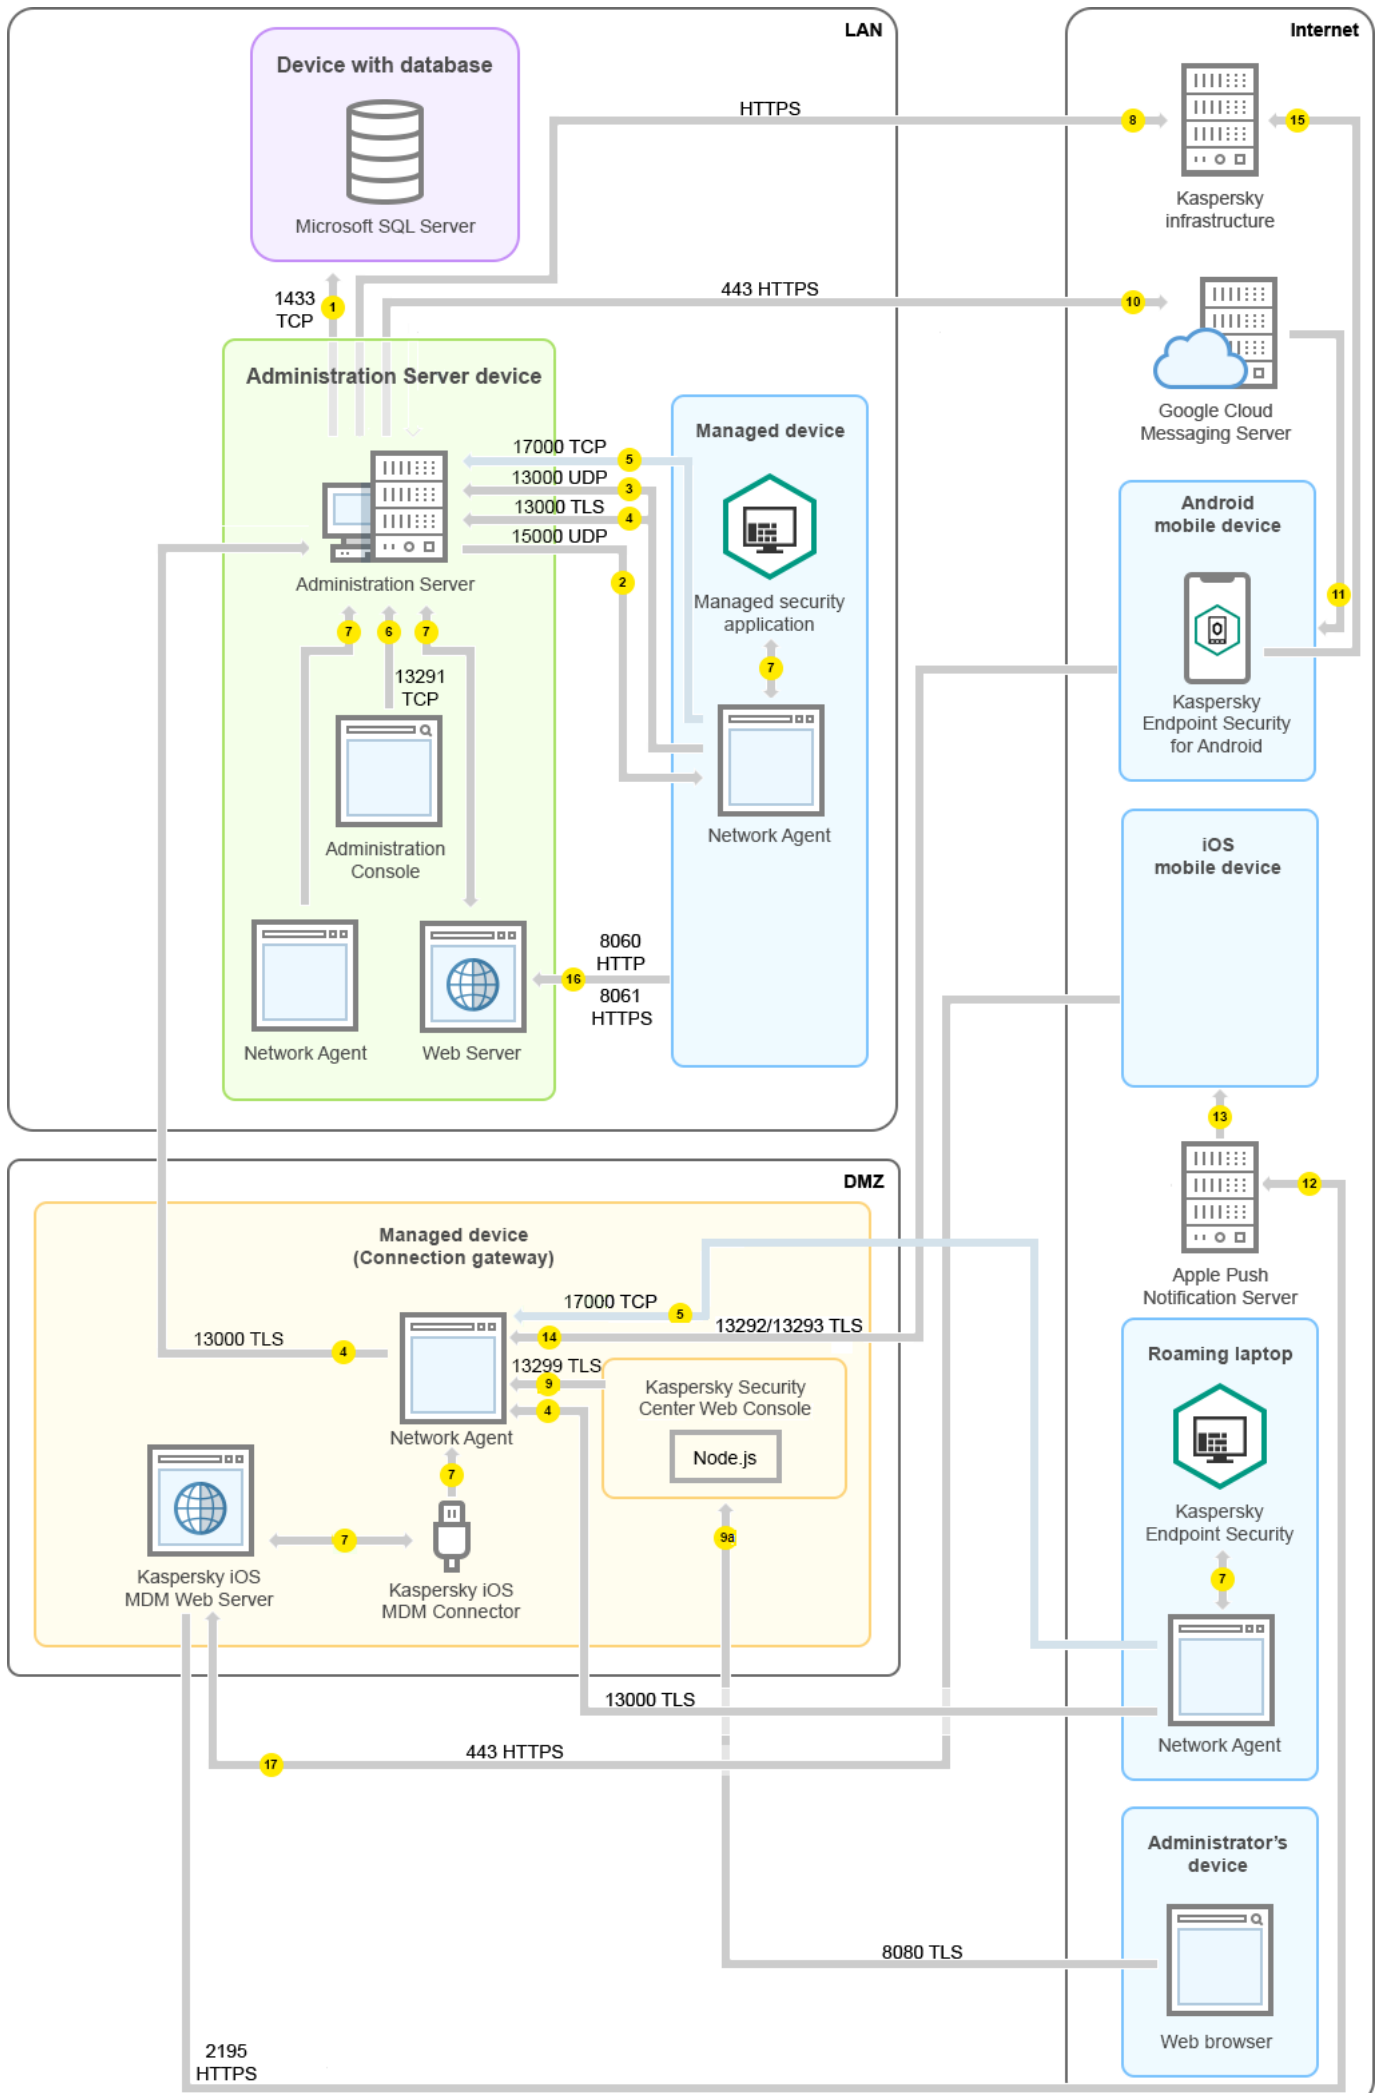 LAN
Internet
Device with database
Microsoft SQL Server
HTTPS
8
15
Kaspersky
infrastructure
1433
TCP
1
443 HTTPS
10
Google Cloud
Messaging Server
Administration Server device
Administration Server
17000 TCP
5
13000 UDP
3
13000 TLS
4
15000 UDP
2
Managed device
Managed security
application
7
Network Agent
Android
mobile device
11
Kaspersky
Endpoint Security
for Android
7
6
7
13291
TCP
Administration
Console
Network Agent
Web Server
8060
HTTP
16
8061
HTTPS
iOS
mobile device
13
12
Apple Push
Notification Server
DMZ
Managed device
(Connection gateway)
17000 TCP
5
13000 TLS
4
14
13292/13293 TLS
13299 TLS
9
4
Network Agent
Kaspersky Security
Center Web Console
Node.js
7
9a
7
Kaspersky iOS
MDM Web Server
Kaspersky iOS
MDM Connector
Roaming laptop
Kaspersky
Endpoint Security
7
Network Agent
13000 TLS
17
443 HTTPS
Administrator’s
device
8080 TLS
Web browser
2195
HTTPS